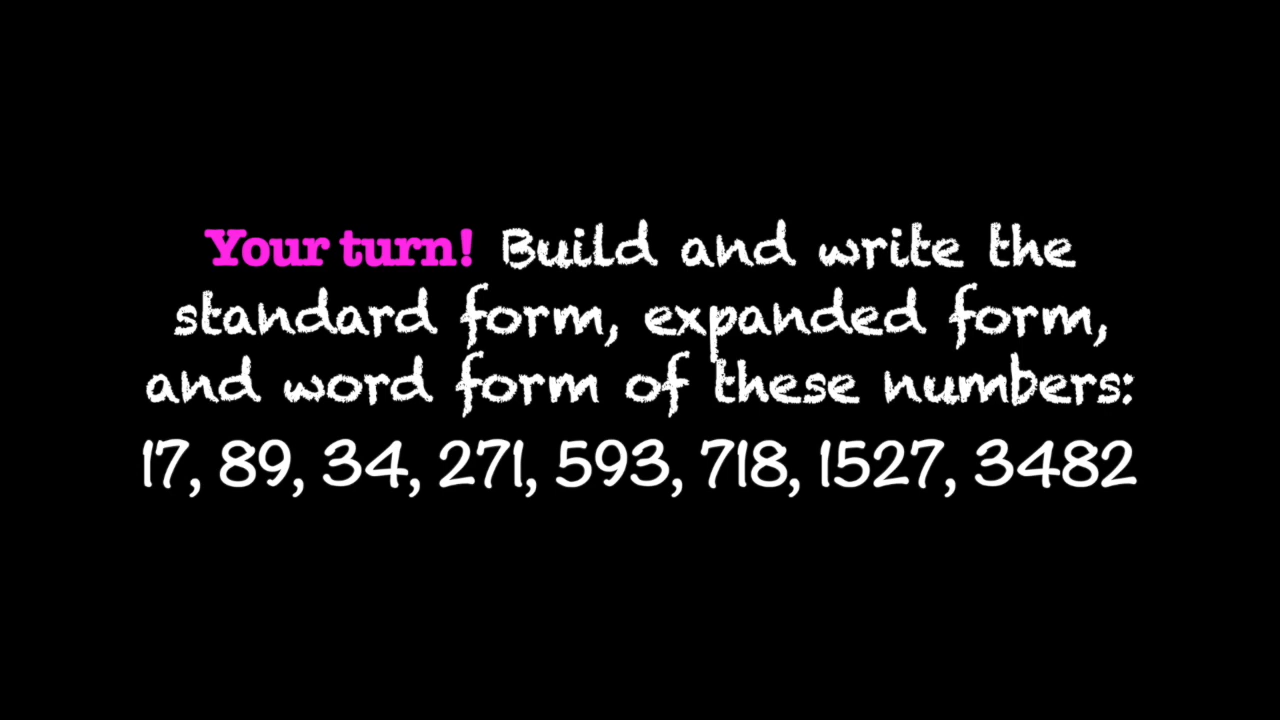 Your turn! Build and write the
standard form, expanded form,
and word form of these numbers:
17, 89, 34, 271, 593, 718, 1527, 3482